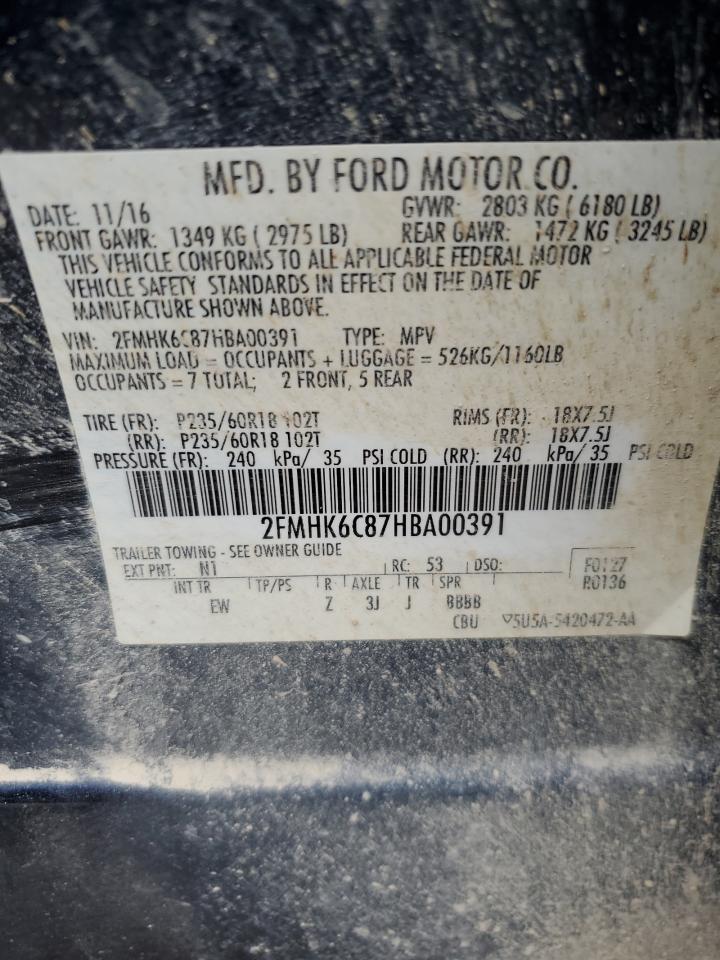 MFD. BY FORD MOTOR CO.
DATE: 11/16 GVWR: 2803 KG ( 6180 LB)
FRONT GAWR: 1349 KG ( 2975 LB) REAR GAWR: 1472 KG ( 3245 LB)
THIS VEHICLE CONFORMS TO ALL APPLICABLE FEDERAL MOTOR
VEHICLE SAFETY STANDARDS IN EFFECT ON THE DATE OF
MANUFACTURE SHOWN ABOVE.
VIN: 2FMHK6C87HBA00391 TYPE: MPV
MAXIMUM LOAD = OCCUPANTS + LUGGAGE = 526KG/1160LB
OCCUPANTS = 7 TOTAL; 2 FRONT, 5 REAR
TIRE (FR): P235/60R18 102T RIMS (FR): 18X7.5J
(RR): P235/60R18 102T (RR): 18X7.5J
PRESSURE (FR): 240 kPa/ 35 PSI COLD (RR): 240 kPa/ 35 PSI COLD
2FMHK6C87HBA00391
TRAILER TOWING - SEE OWNER GUIDE
EXT PNT: N1 RC: 53 DSO: F0127
INT TR TP/PS R AXLE TR SPR R0136
EW Z 3J J BBBB
CBU 5U5A-5420472-AA